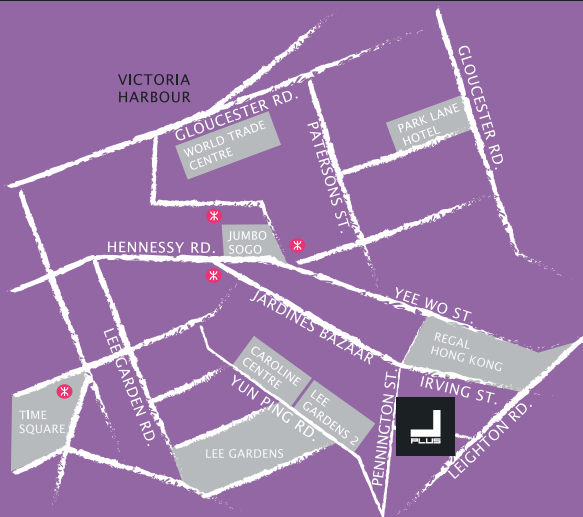 VICTORIA
HARBOUR
GLOUCESTER RD.
GLOUCESTER RD.
WORLD TRADE
CENTRE
PATERSONS ST.
PARK LANE
HOTEL
HENNESSY RD.
JUMBO
SOGO
YEE WO ST.
JARDINES BAZAAR
REGAL
HONG KONG
LEE GARDEN RD.
CAROLINE
CENTRE
YUN PING RD.
LEE
GARDENS 2
PENNINGTON ST.
IRVING ST.
LEIGHTON RD.
TIME
SQUARE
LEE GARDENS
J
PLUS